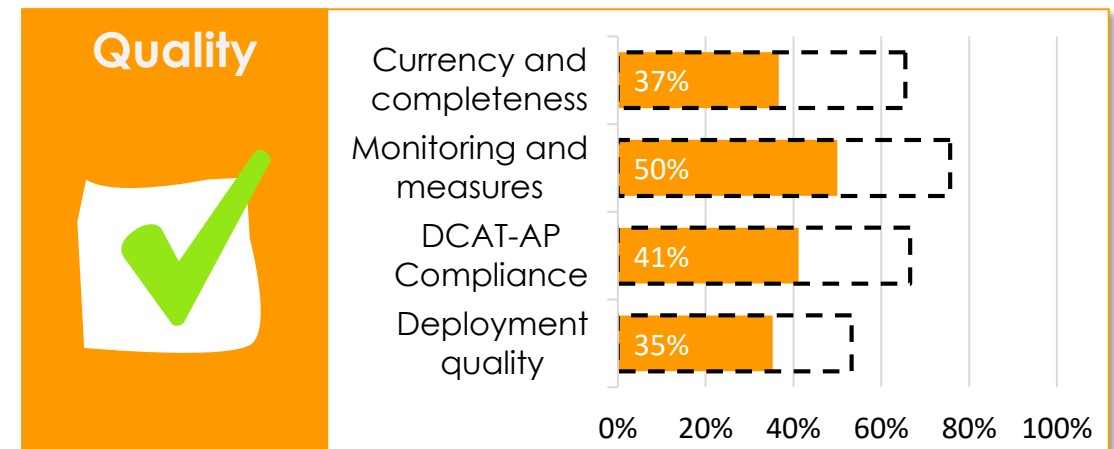 Quality
Currency and
completeness
37%
Monitoring and
measures
50%
DCAT-AP
Compliance
41%
Deployment
quality
35%
0% 20% 40% 60% 80% 100%